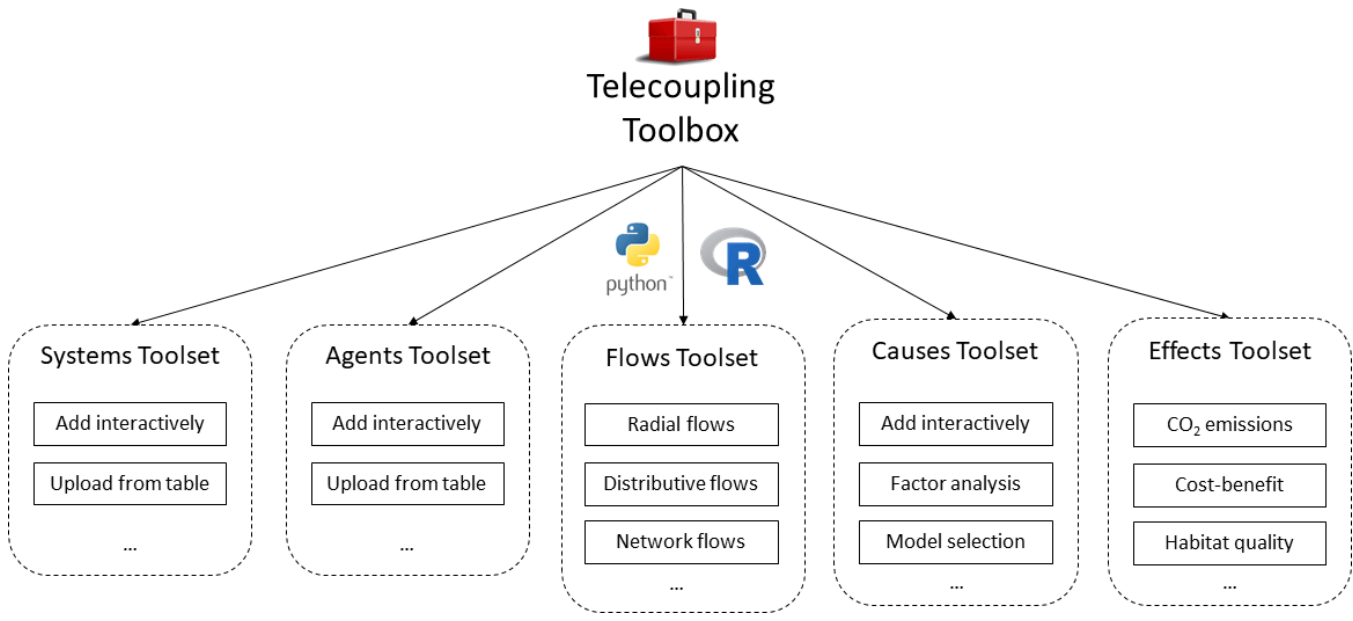 Telecoupling
Toolbox
python™
R
Systems Toolset
Add interactively
Upload from table
...
Agents Toolset
Add interactively
Upload from table
...
Flows Toolset
Radial flows
Distributive flows
Network flows
...
Causes Toolset
Add interactively
Factor analysis
Model selection
...
Effects Toolset
CO₂ emissions
Cost-benefit
Habitat quality
...